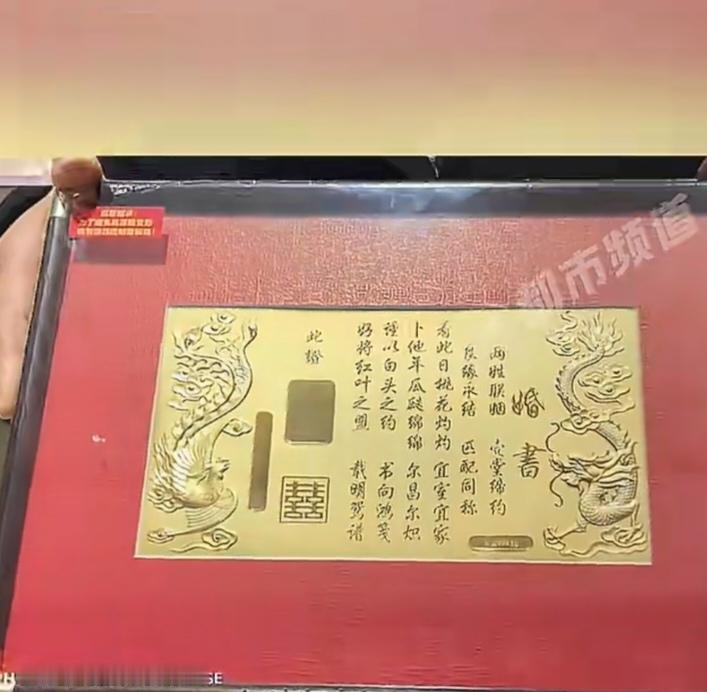 都市频道
婚書
两姓联姻 壹堂缔约
良缘永结 匹配同称
看此日桃花灼灼 宜室宜家
卜他年瓜瓞绵绵 尔昌尔炽
谨以白头之约 书向鸿笺
好将红叶之盟 载明鸳谱
此證
囍
SE